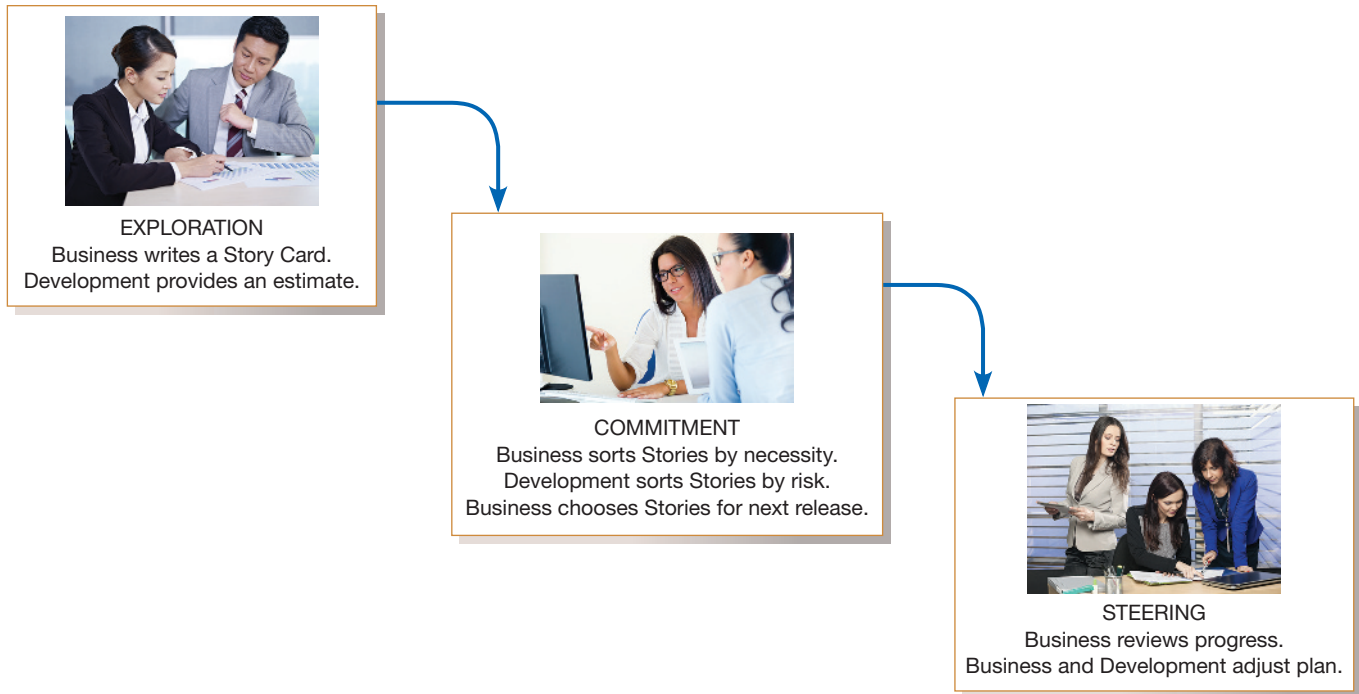 EXPLORATION
Business writes a Story Card.
Development provides an estimate.
COMMITMENT
Business sorts Stories by necessity.
Development sorts Stories by risk.
Business chooses Stories for next release.
STEERING
Business reviews progress.
Business and Development adjust plan.